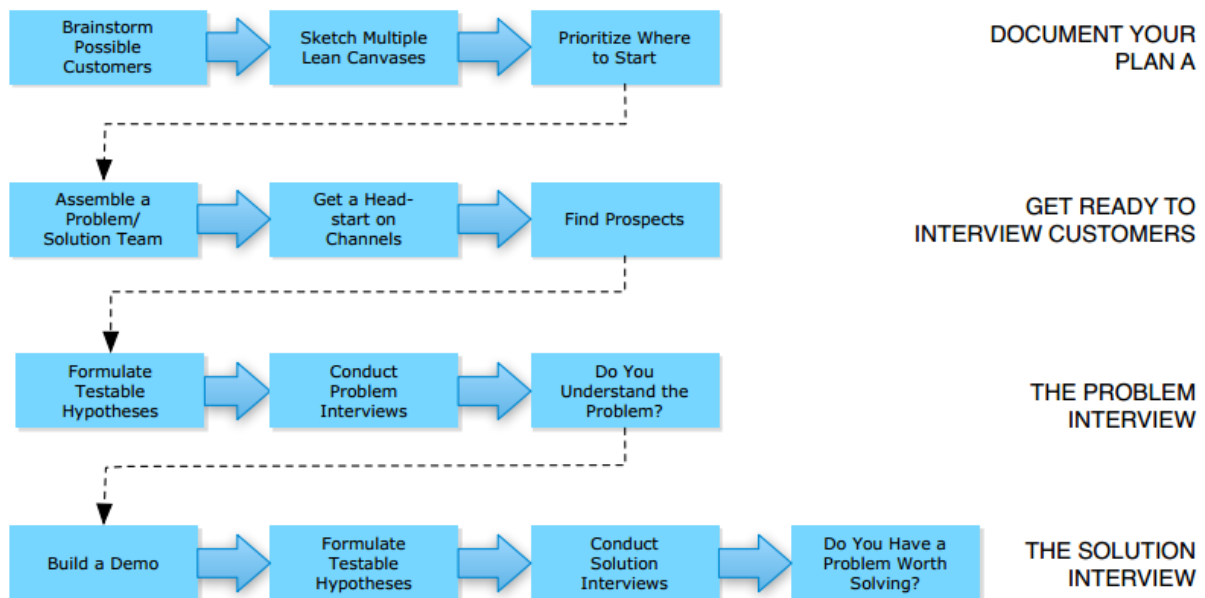 Brainstorm
Possible
Customers
Sketch Multiple
Lean Canvases
Prioritize Where
to Start
DOCUMENT YOUR
PLAN A
Assemble a
Problem/
Solution Team
Get a Head-
start on
Channels
Find Prospects
GET READY TO
INTERVIEW CUSTOMERS
Formulate
Testable
Hypotheses
Conduct
Problem
Interviews
Do You
Understand the
Problem?
THE PROBLEM
INTERVIEW
Build a Demo
Formulate
Testable
Hypotheses
Conduct
Solution
Interviews
Do You Have a
Problem Worth
Solving?
THE SOLUTION
INTERVIEW